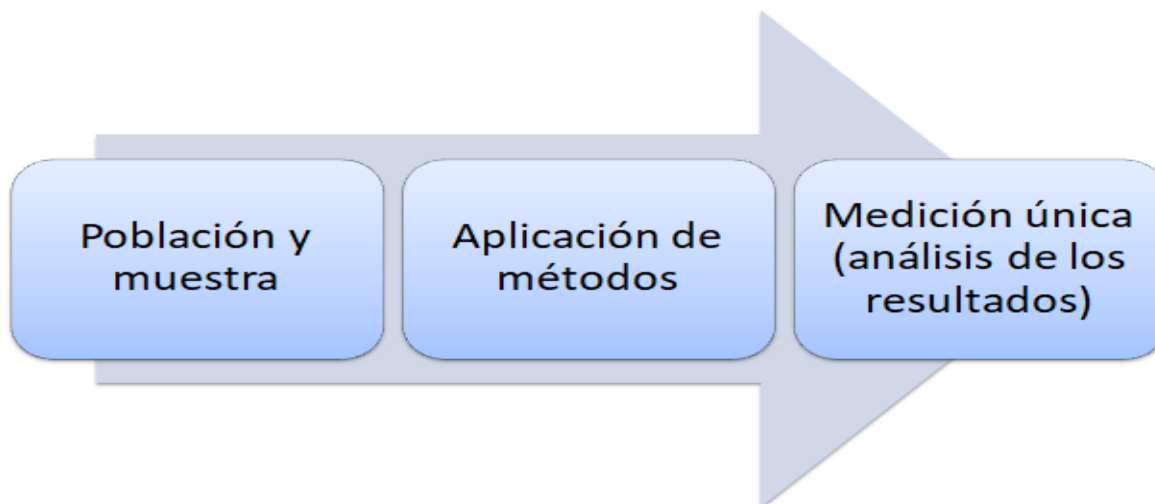 Población y
muestra
Aplicación de
métodos
Medición única
(análisis de los
resultados)